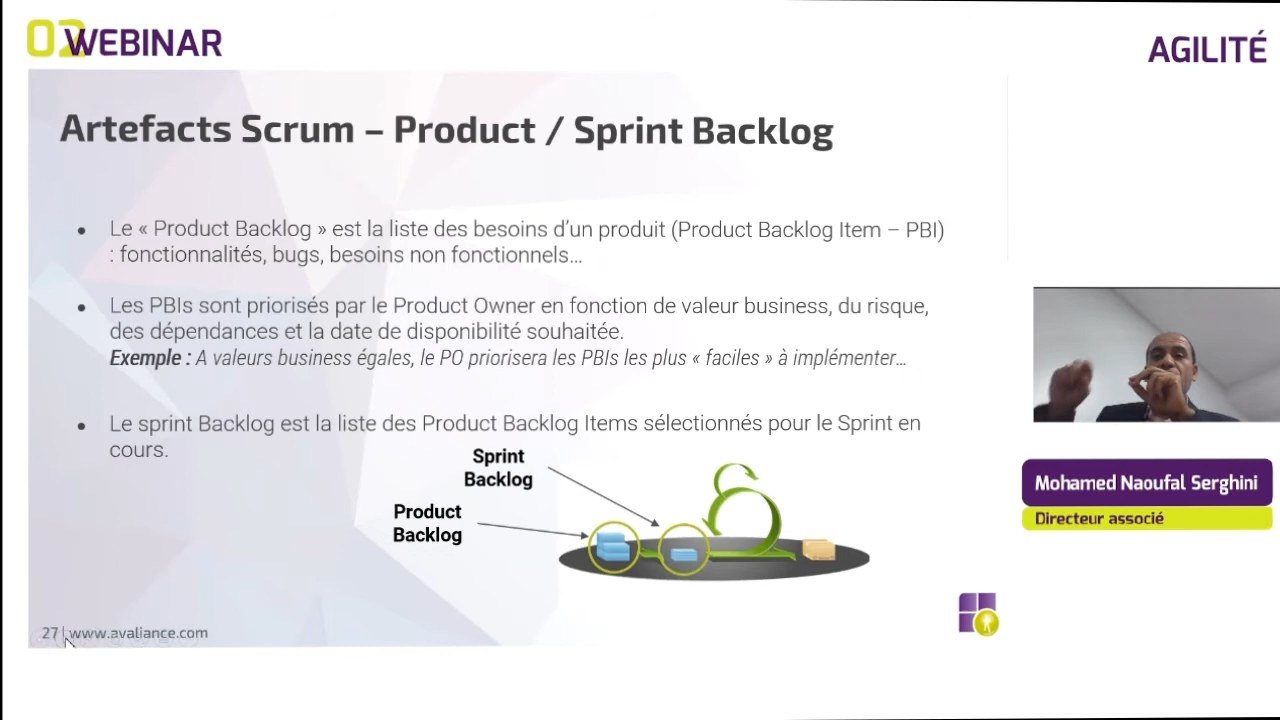 02 WEBINAR
AGILITÉ
Artefacts Scrum – Product / Sprint Backlog
• Le « Product Backlog » est la liste des besoins d’un produit (Product Backlog Item – PBI)
: fonctionnalités, bugs, besoins non fonctionnels…
• Les PBIs sont priorisés par le Product Owner en fonction de valeur business, du risque,
des dépendances et la date de disponibilité souhaitée.
Exemple : A valeurs business égales, le PO priorisera les PBIs les plus « faciles » à implémenter…
• Le sprint Backlog est la liste des Product Backlog Items sélectionnés pour le Sprint en
cours.
Sprint
Backlog
Product
Backlog
Mohamed Naoufal Serghini
Directeur associé
27 | www.avaliance.com